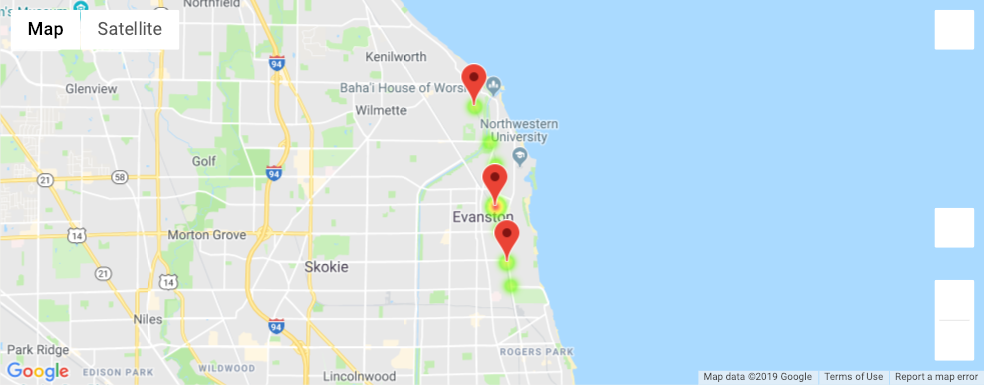 Northfield
n's Museum
Map Satellite
94
Kenilworth
Glenview
Baha'i House of Wors
Wilmette
Northwestern
University
Golf
94
21
58
Evanston
14
Morton Grove
Skokie
21
14
Niles
94
Park Ridge
ROGERS PARK
EDISON PARK
WILDWOOD
Lincolnwood
Google
Map data ©2019 Google Terms of Use Report a map error